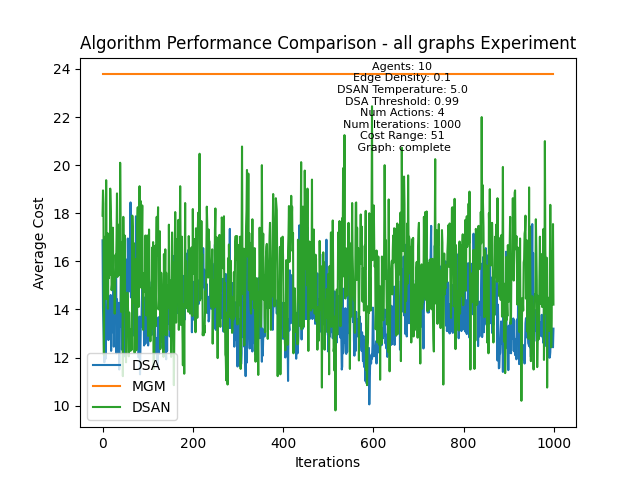 Algorithm Performance Comparison - all graphs Experiment
Agents: 10
Edge Density: 0.1
DSAN Temperature: 5.0
DSA Threshold: 0.99
Num Actions: 4
Num Iterations: 1000
Cost Range: 51
Graph: complete
Average Cost
24
22
20
18
16
14
12
10
DSA
MGM
DSAN
0
200
400
600
800
1000
Iterations